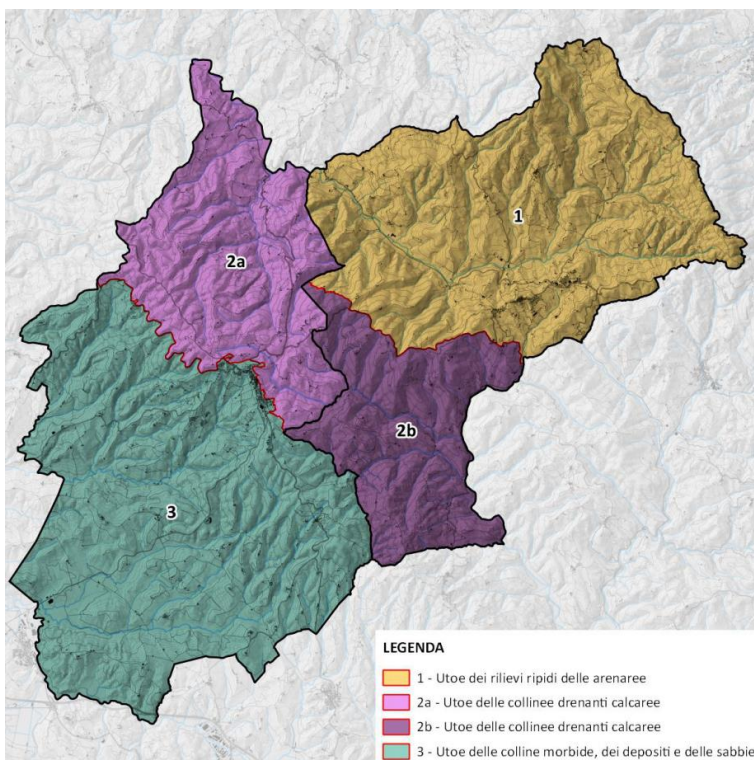 1
2a
2b
3
LEGENDA
1 - Utoe dei rilievi ripidi delle arenaree
2a - Utoe delle collinee drenanti calcaree
2b - Utoe delle collinee drenanti calcaree
3 - Utoe delle colline morbide, dei depositi e delle sabbie